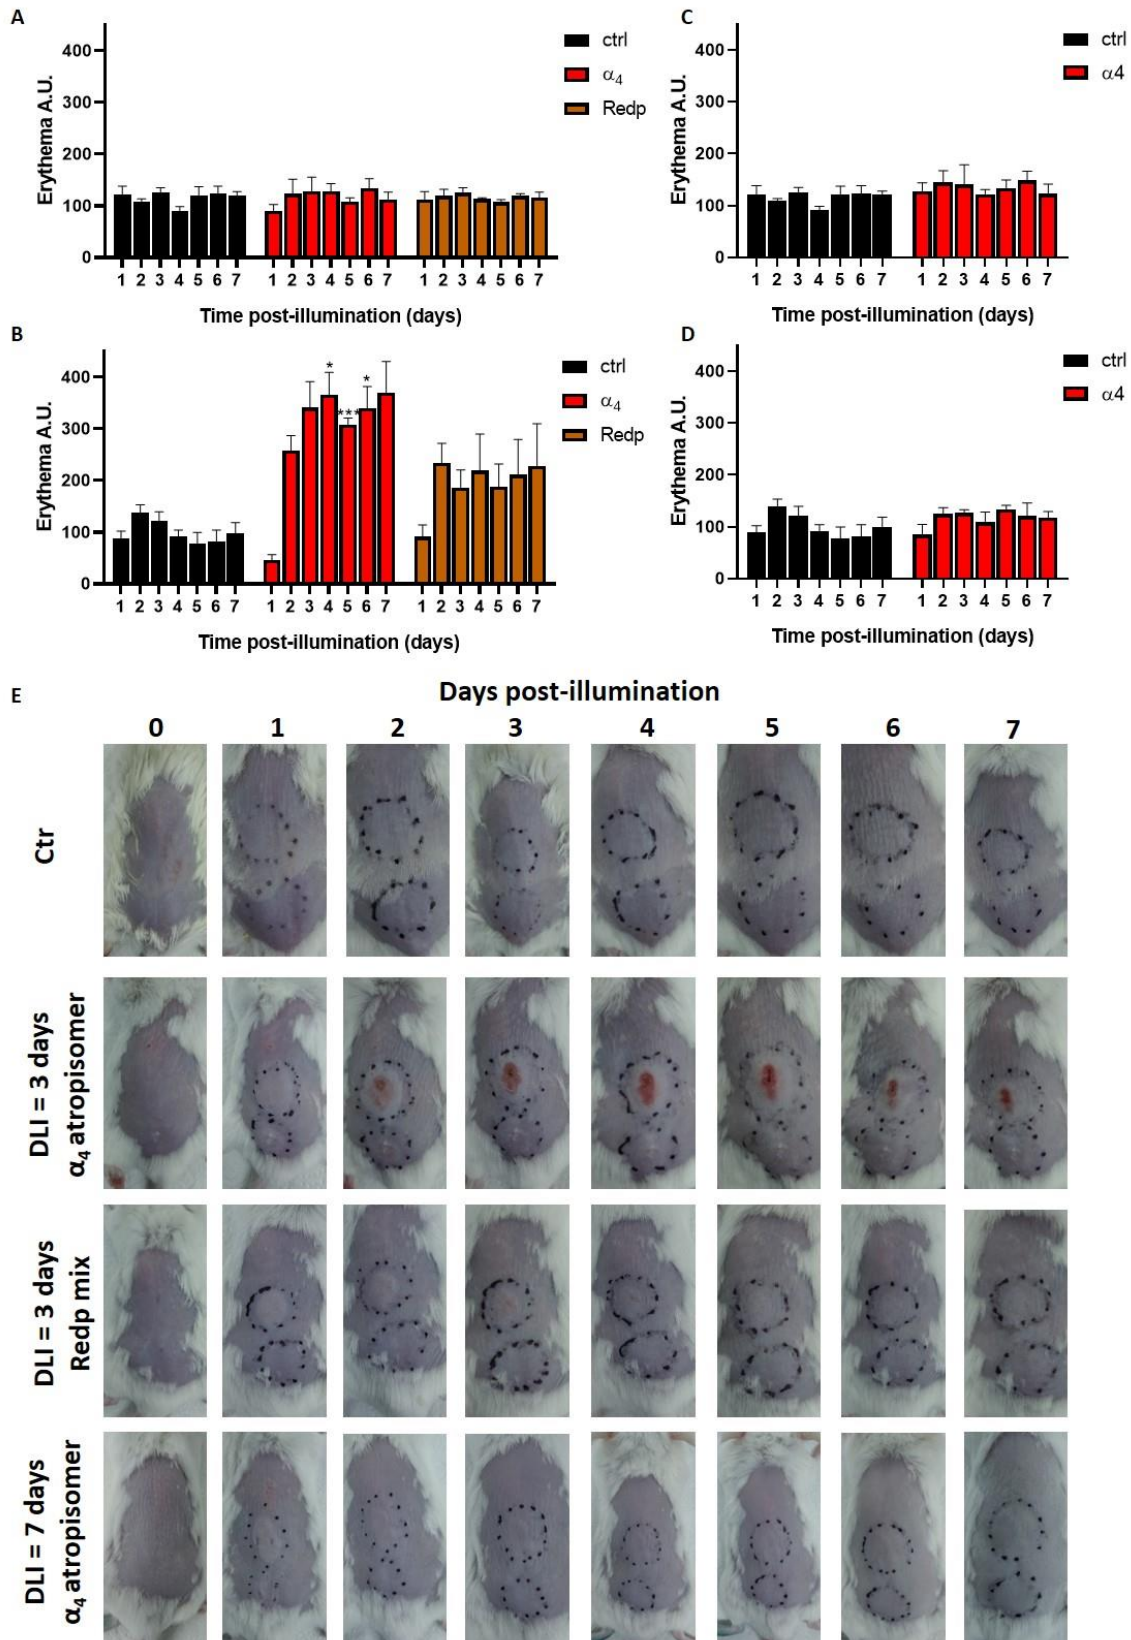 A
Erythema A.U.
400
300
200
100
0
1 2 3 4 5 6 7 1 2 3 4 5 6 7 1 2 3 4 5 6 7
Time post-illumination (days)
ctrl
α4
Redp
C
Erythema A.U.
400
300
200
100
0
1 2 3 4 5 6 7 1 2 3 4 5 6 7
Time post-illumination (days)
ctrl
α4
B
Erythema A.U.
400
300
200
100
0
* *** *
1 2 3 4 5 6 7 1 2 3 4 5 6 7 1 2 3 4 5 6 7
Time post-illumination (days)
ctrl
α4
Redp
D
Erythema A.U.
400
300
200
100
0
1 2 3 4 5 6 7 1 2 3 4 5 6 7
Time post-illumination (days)
ctrl
α4
E
Days post-illumination
0 1 2 3 4 5 6 7
Ctr
DLI = 3 days
α4 atropisomer
DLI = 3 days
Redp mix
DLI = 7 days
α4 atropisomer